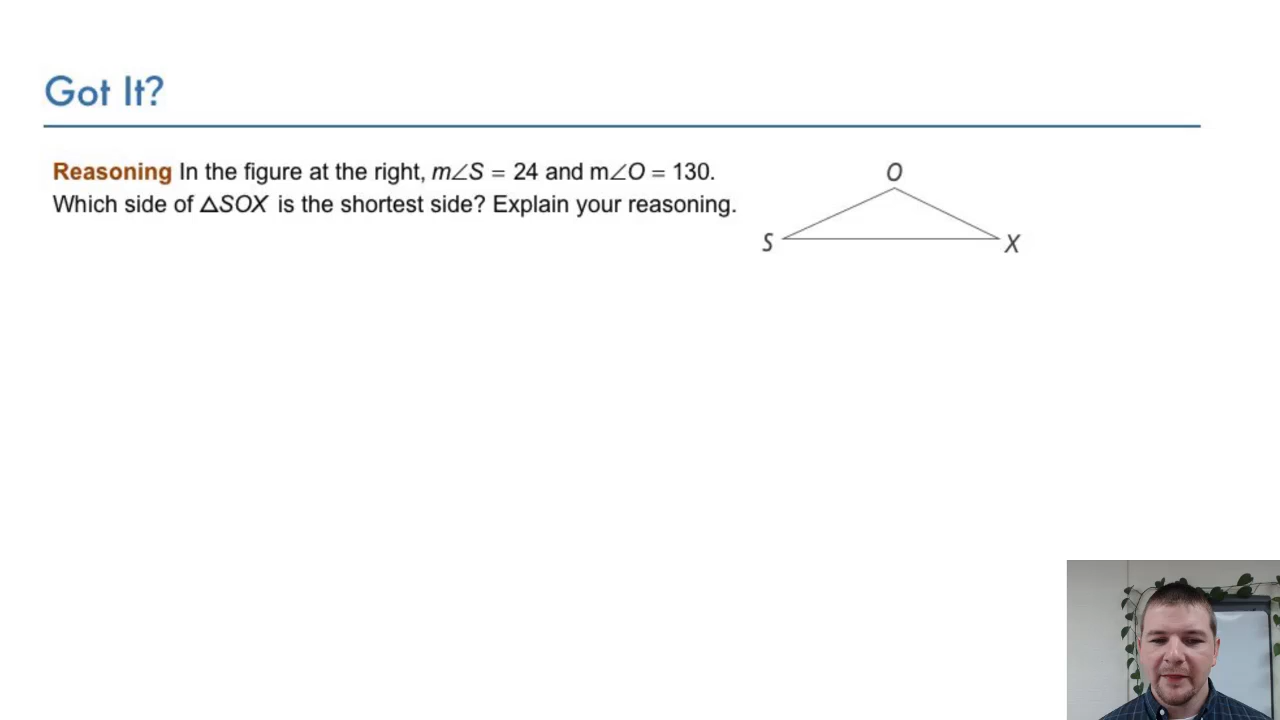 Got It?
Reasoning In the figure at the right, m∠S = 24 and m∠O = 130.
Which side of △SOX is the shortest side? Explain your reasoning.
O
S
X